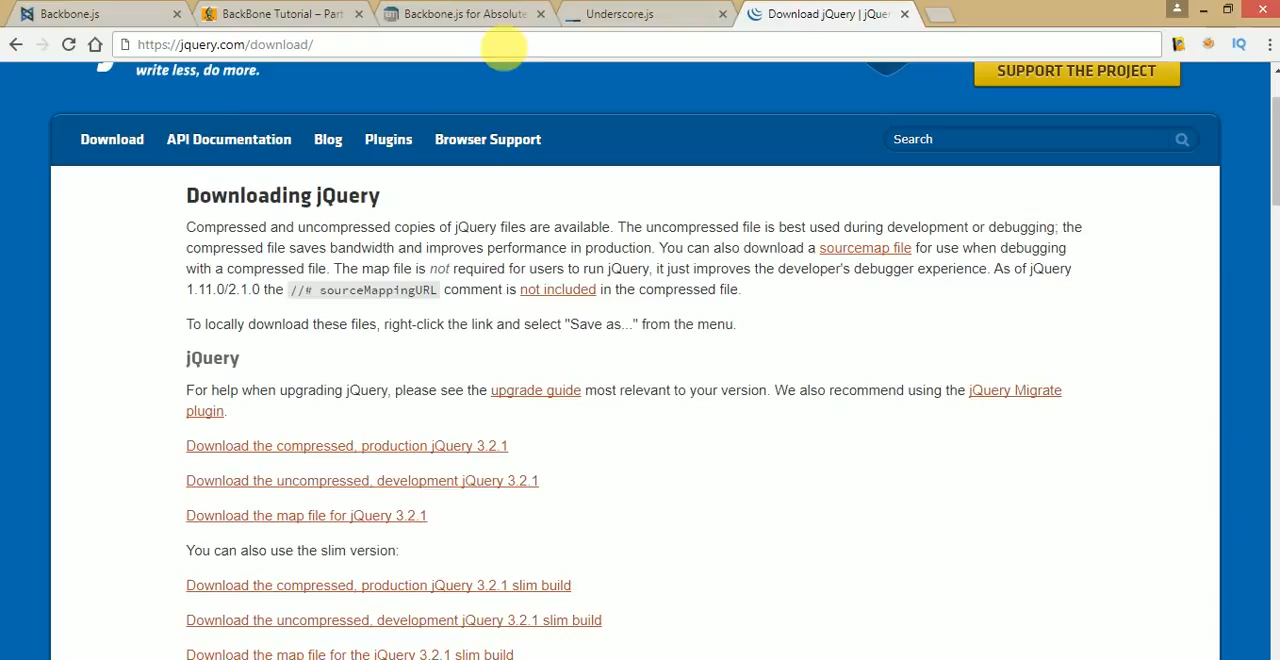 Backbone.js
BackBone Tutorial – Part
Backbone.js for Absolute
Underscore.js
Download jQuery | jQue
https://jquery.com/download/
IQ
write less, do more.
SUPPORT THE PROJECT
Download API Documentation Blog Plugins Browser Support
Search
Downloading jQuery
Compressed and uncompressed copies of jQuery files are available. The uncompressed file is best used during development or debugging; the
compressed file saves bandwidth and improves performance in production. You can also download a sourcemap file for use when debugging
with a compressed file. The map file is not required for users to run jQuery, it just improves the developer's debugger experience. As of jQuery
1.11.0/2.1.0 the //# sourceMappingURL comment is not included in the compressed file.
To locally download these files, right-click the link and select "Save as..." from the menu.
jQuery
For help when upgrading jQuery, please see the upgrade guide most relevant to your version. We also recommend using the jQuery Migrate
plugin.
Download the compressed, production jQuery 3.2.1
Download the uncompressed, development jQuery 3.2.1
Download the map file for jQuery 3.2.1
You can also use the slim version:
Download the compressed, production jQuery 3.2.1 slim build
Download the uncompressed, development jQuery 3.2.1 slim build
Download the map file for the jQuery 3.2.1 slim build